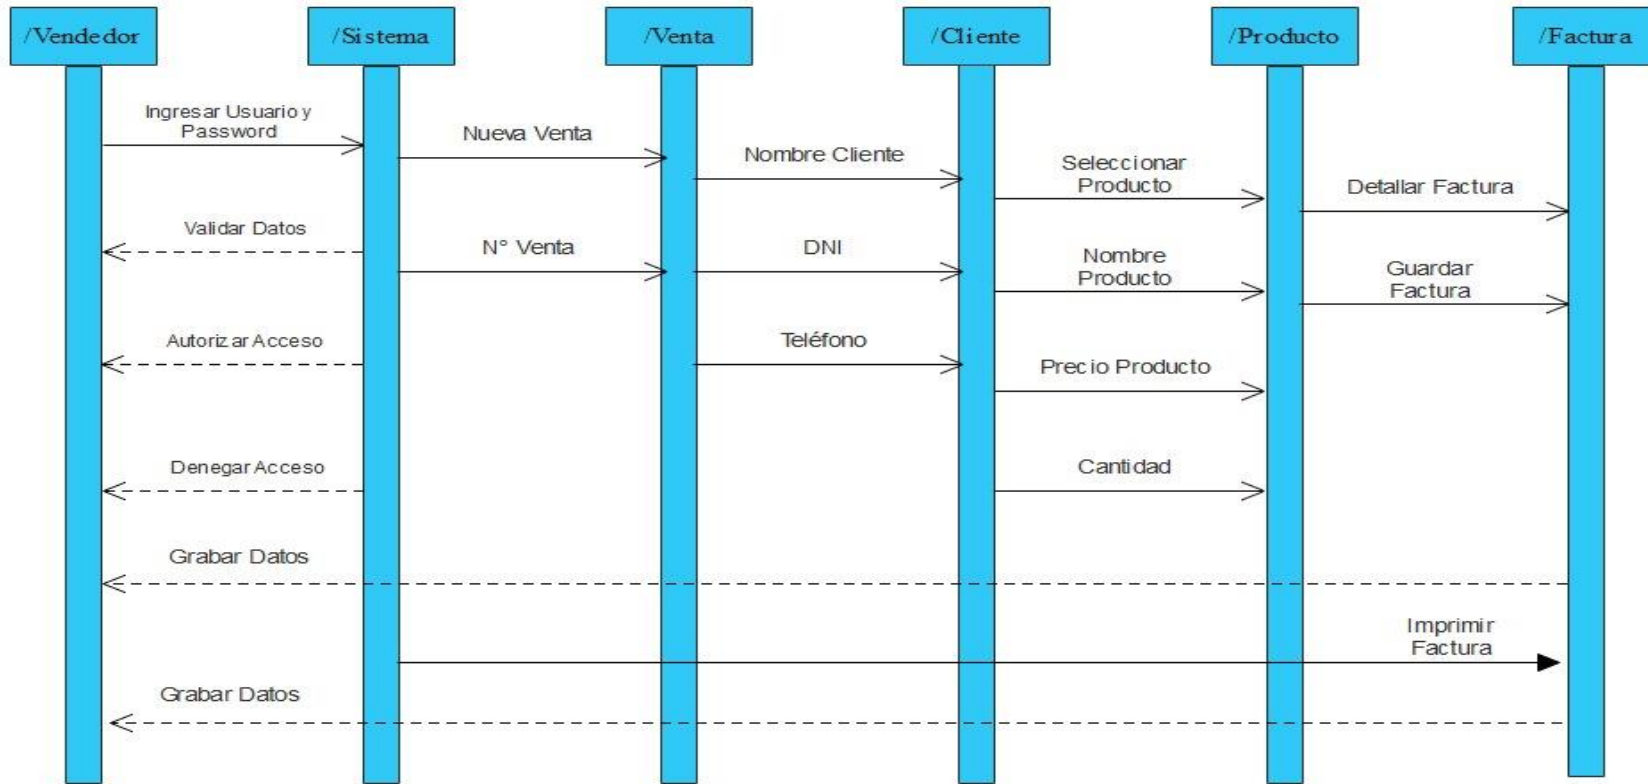 /Vendedor
/Sistema
/Venta
/Cliente
/Producto
/Factura
Ingresar Usuario y
Password
Nueva Venta
Nombre Cliente
Seleccionar
Producto
Detallar Factura
Validar Datos
N° Venta
DNI
Nombre
Producto
Guardar
Factura
Autorizar Acceso
Teléfono
Precio Producto
Denegar Acceso
Cantidad
Grabar Datos
Imprimir
Factura
Grabar Datos